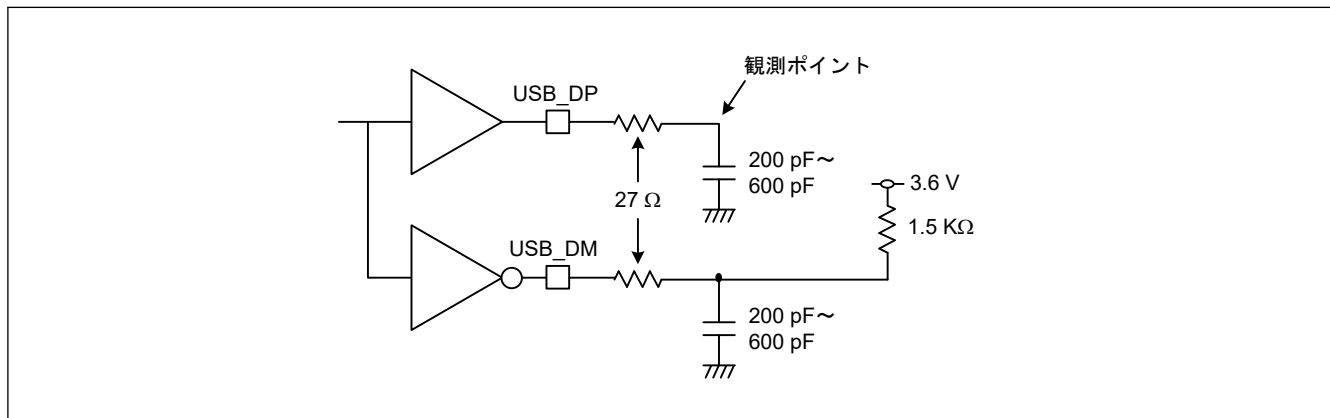 観測ポイント
USB_DP
200 pF～
600 pF
3.6 V
27 Ω
1.5 KΩ
USB_DM
200 pF～
600 pF